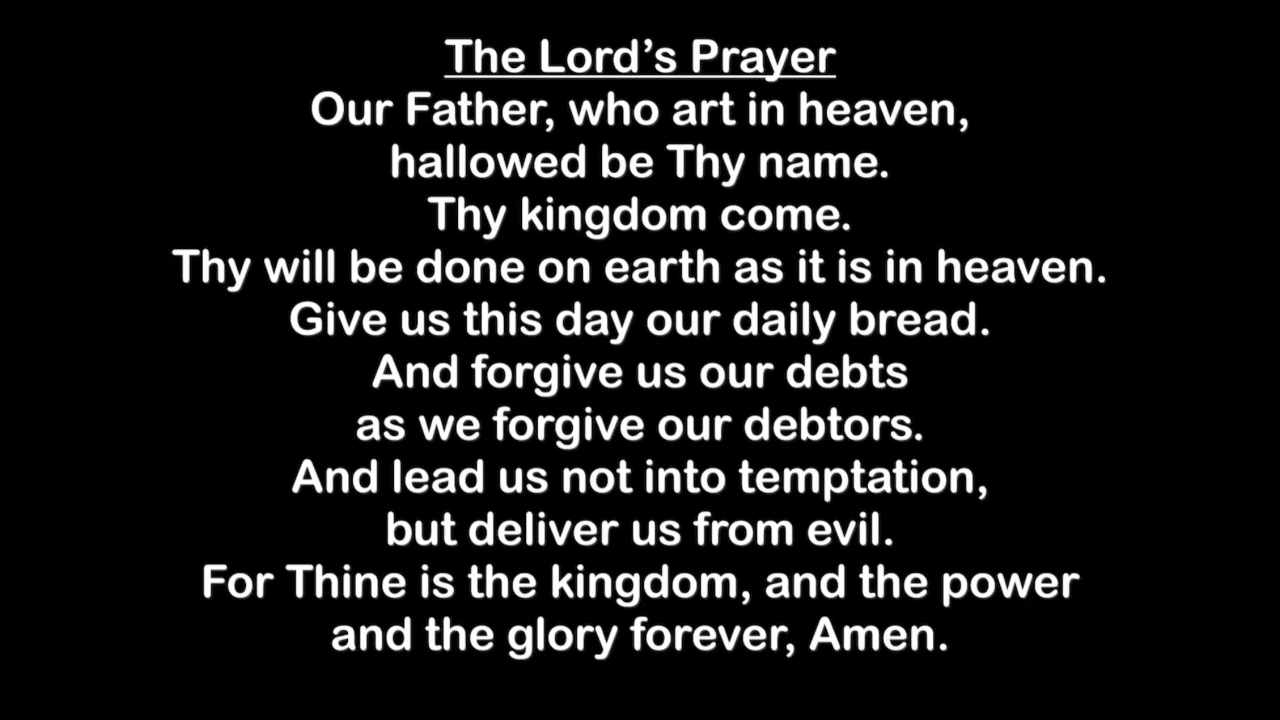 The Lord’s Prayer
Our Father, who art in heaven,
hallowed be Thy name.
Thy kingdom come.
Thy will be done on earth as it is in heaven.
Give us this day our daily bread.
And forgive us our debts
as we forgive our debtors.
And lead us not into temptation,
but deliver us from evil.
For Thine is the kingdom, and the power
and the glory forever, Amen.